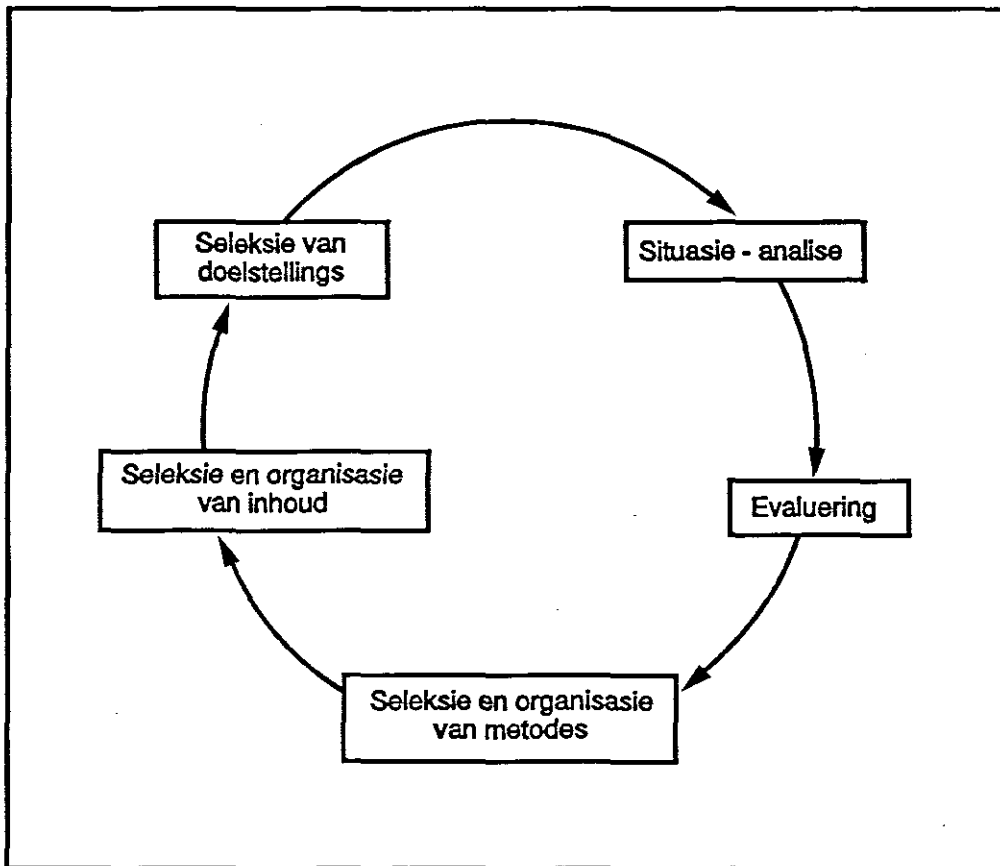 Seleksie van
doelstellings
Situasie - analise
Seleksie en organisasie
van inhoud
Evaluering
Seleksie en organisasie
van metodes